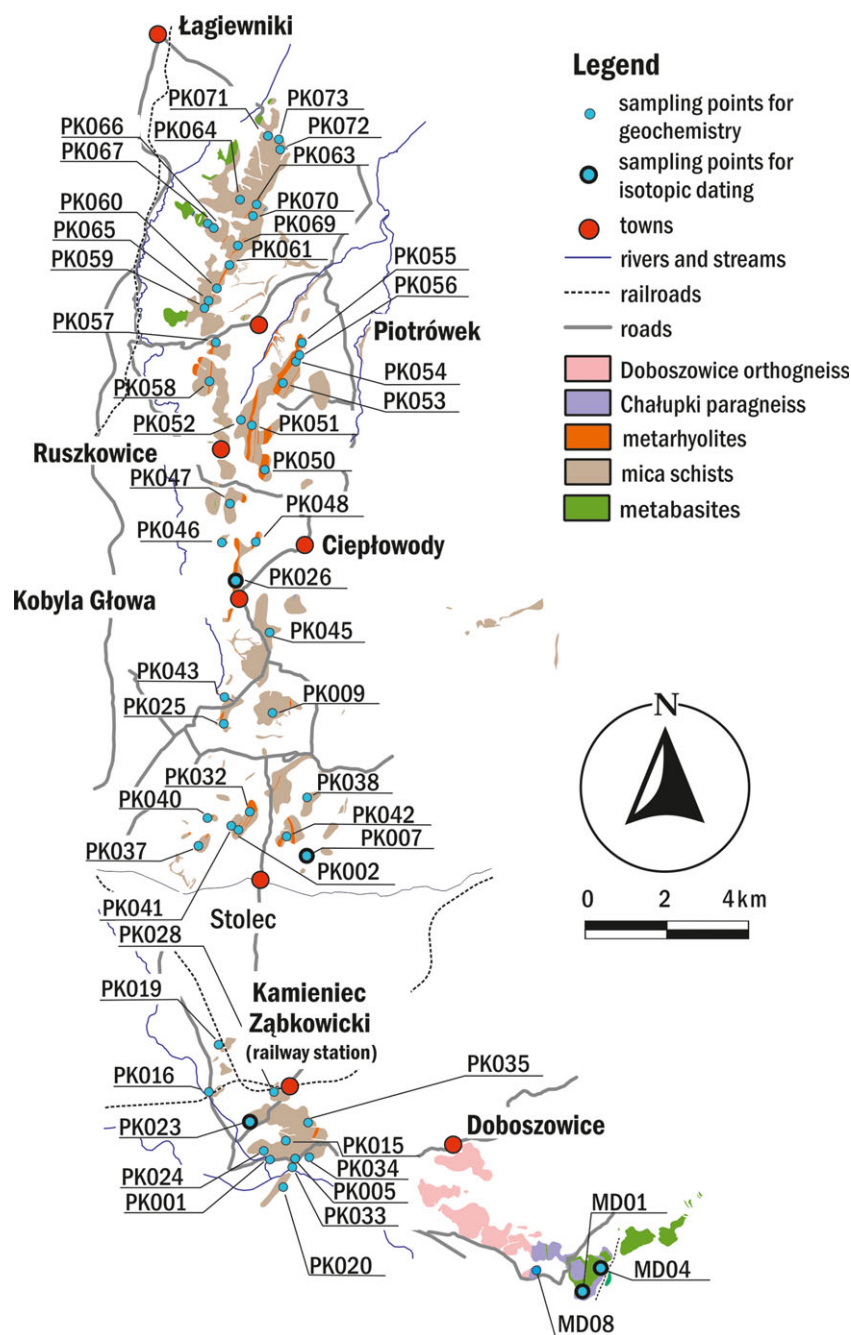 Łagiewniki
PK071
PK073
PK066
PK064
PK072
PK067
PK063
PK060
PK070
PK065
PK069
PK059
PK061
PK055
PK056
PK057
Piotrówek
PK054
PK058
PK053
PK052
PK051
Ruszkowice
PK050
PK047
PK048
PK046
Ciepłowody
PK026
Kobyla Głowa
PK045
PK043
PK009
PK025
PK032
PK038
PK040
PK042
PK007
PK037
PK002
PK041
Stolec
PK028
Kamieniec
Ząbkowicki
(railway station)
PK019
PK035
PK016
PK023
PK015
Doboszowice
PK024
PK034
PK001
PK005
PK033
PK020
MD01
MD04
MD08
Legend
sampling points for
geochemistry
sampling points for
isotopic dating
towns
rivers and streams
railroads
roads
Doboszowice orthogneiss
Chałupki paragneiss
metarhyolites
mica schists
metabasites
N
0 2 4 km